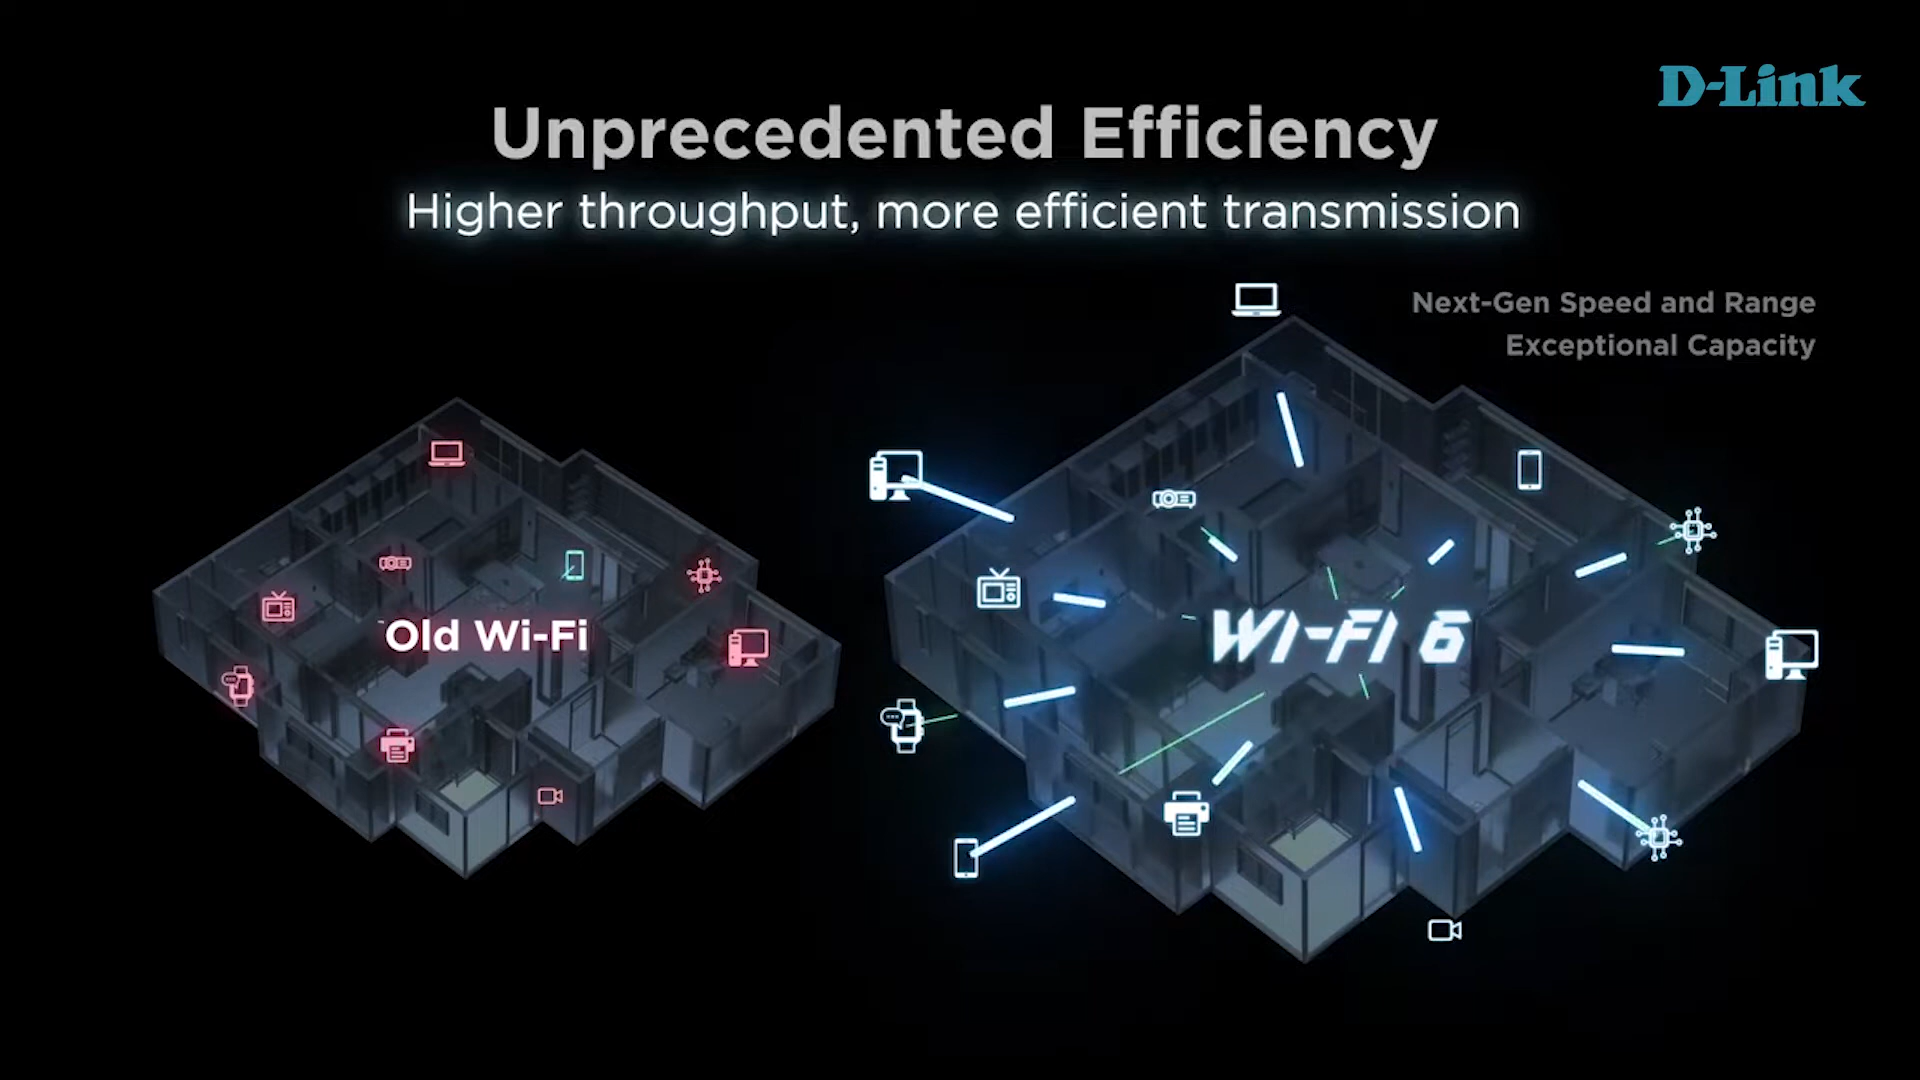 D-Link
Unprecedented Efficiency
Higher throughput, more efficient transmission
Next-Gen Speed and Range
Exceptional Capacity
Old Wi-Fi
WI-FI 6